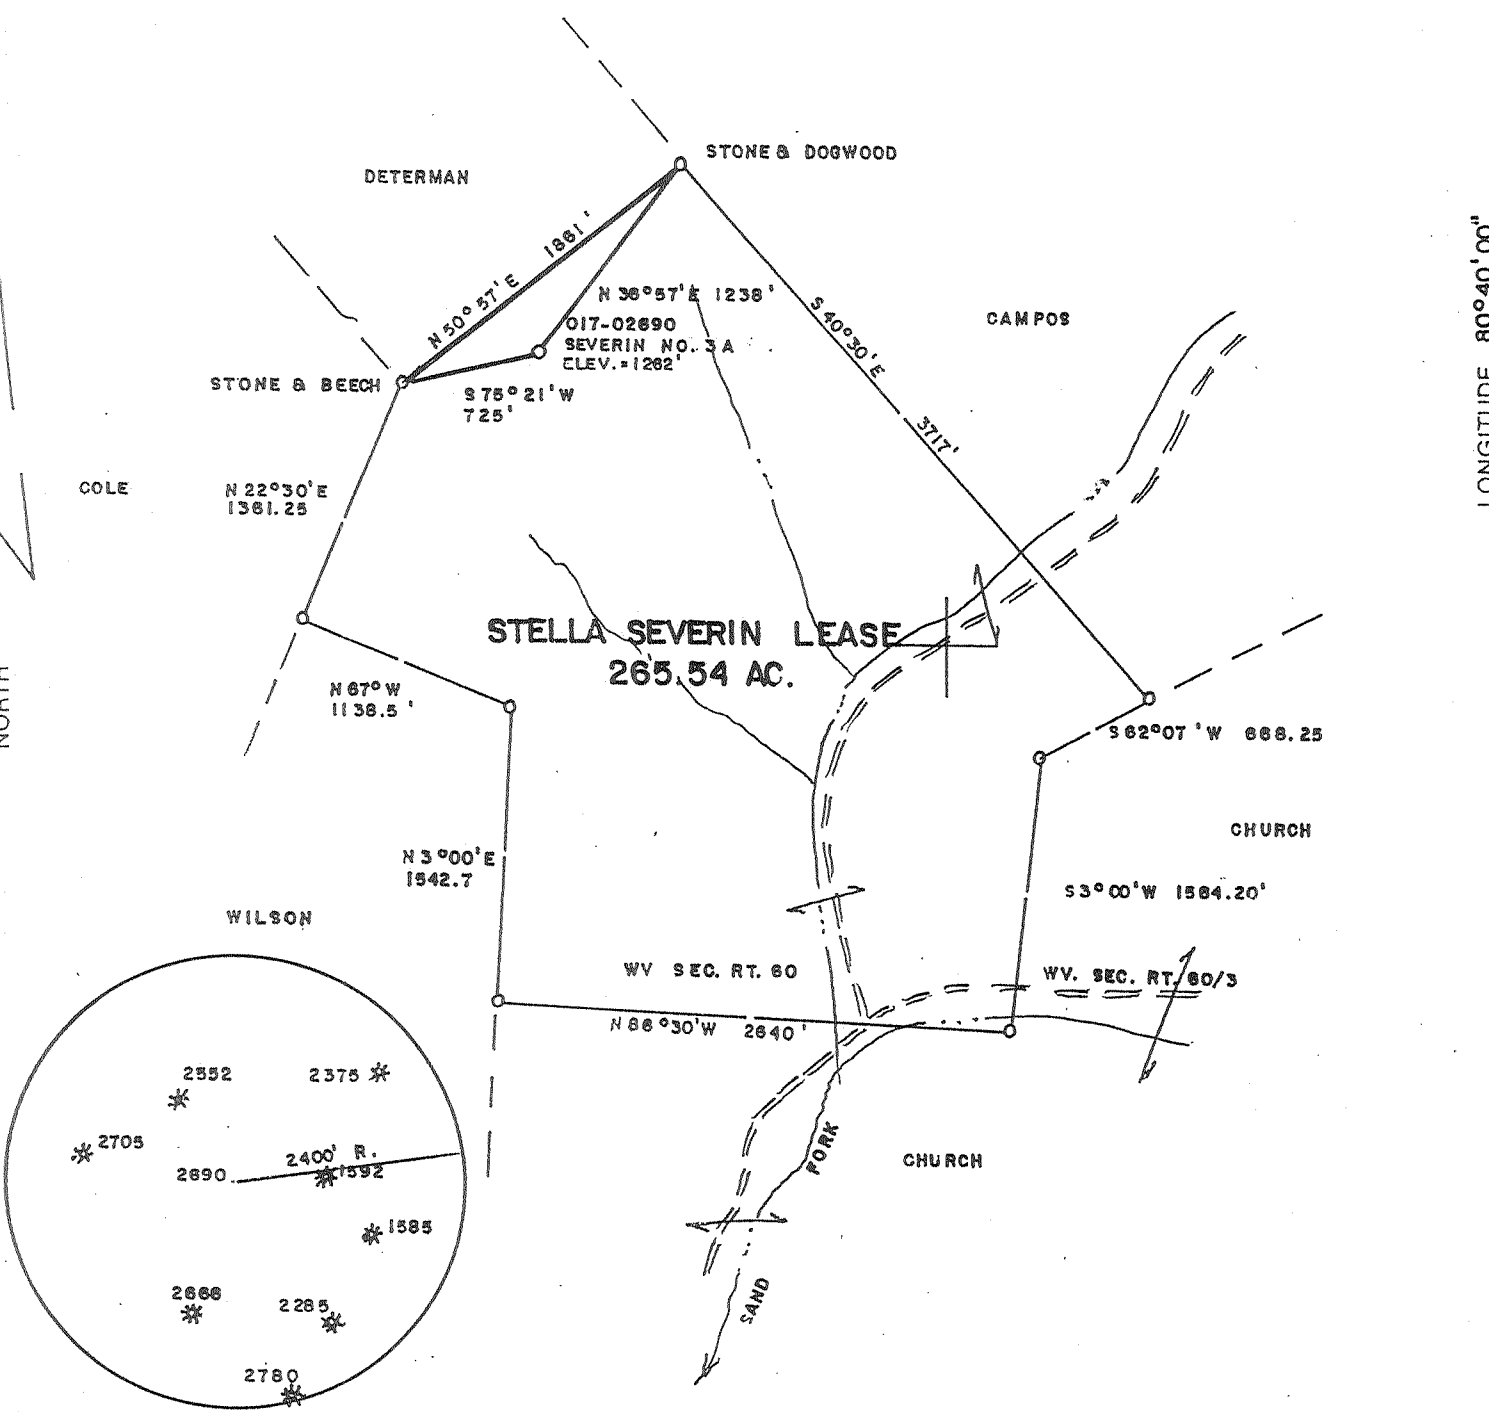 STONE & DOGWOOD
DETERMAN
N 50° 57' E 1861'
N 36°57'E 1238'
017-02690
SEVERIN NO. 3A
ELEV.=1262'
S 40°30'E 3717'
CAMPOS
LONGITUDE 80°40'00"
STONE & BEECH
S 75° 21' W
725'
COLE
N 22°30'E
1361.25
STELLA SEVERIN LEASE
265.54 AC.
NORTH
N 67° W
1138.5 '
S 62°07 'W 668.25
CHURCH
N 3°00'E
1542.7
S 3°00'W 1564.20'
WILSON
WV SEC. RT. 60
WV. SEC. RT. 60/3
N 86°30'W 2640'
2552
2375
2705
2400' R.
2690
1592
1585
2666
2285
2780
FORK
CHURCH
SAND